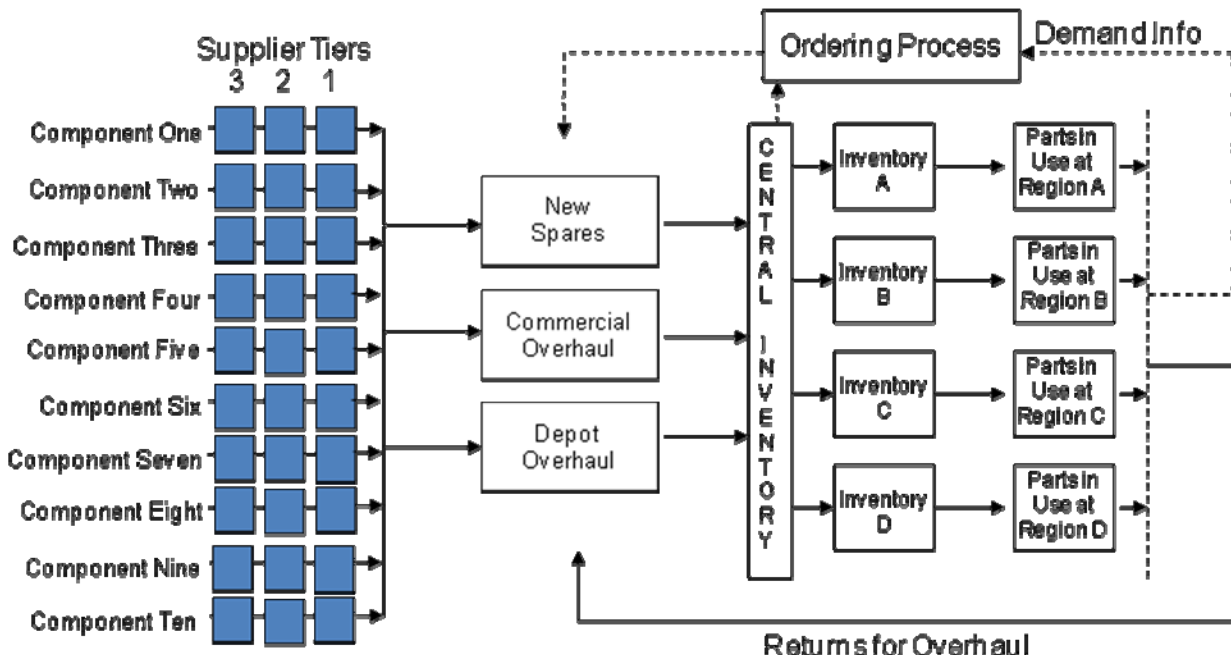 Ordering Process
Demand Info
Supplier Tiers
3 2 1
Component One
Component Two
Component Three
Component Four
Component Five
Component Six
Component Seven
Component Eight
Component Nine
Component Ten
New
Spares
Commercial
Overhaul
Depot
Overhaul
CENTRAL INVENTORY
Inventory
A
Inventory
B
Inventory
C
Inventory
D
Parts in
Use at
Region A
Parts in
Use at
Region B
Parts in
Use at
Region C
Parts in
Use at
Region D
Returns for Overhaul